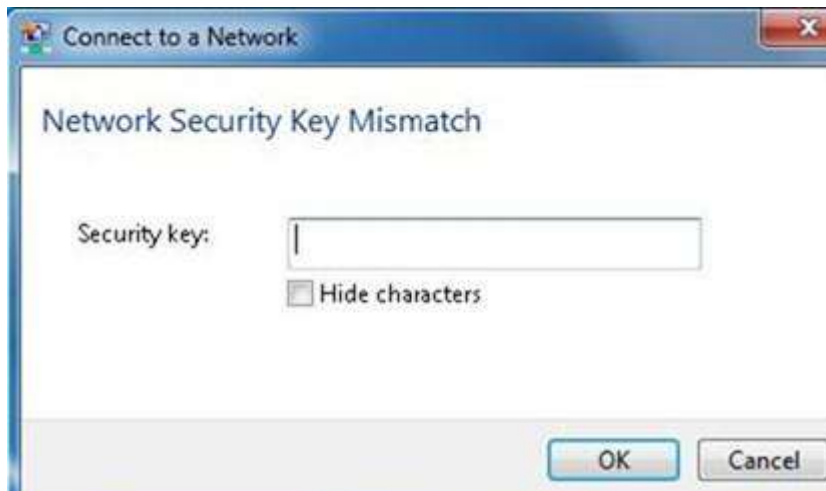 Connect to a Network
Network Security Key Mismatch
Security key:
Hide characters
OK Cancel